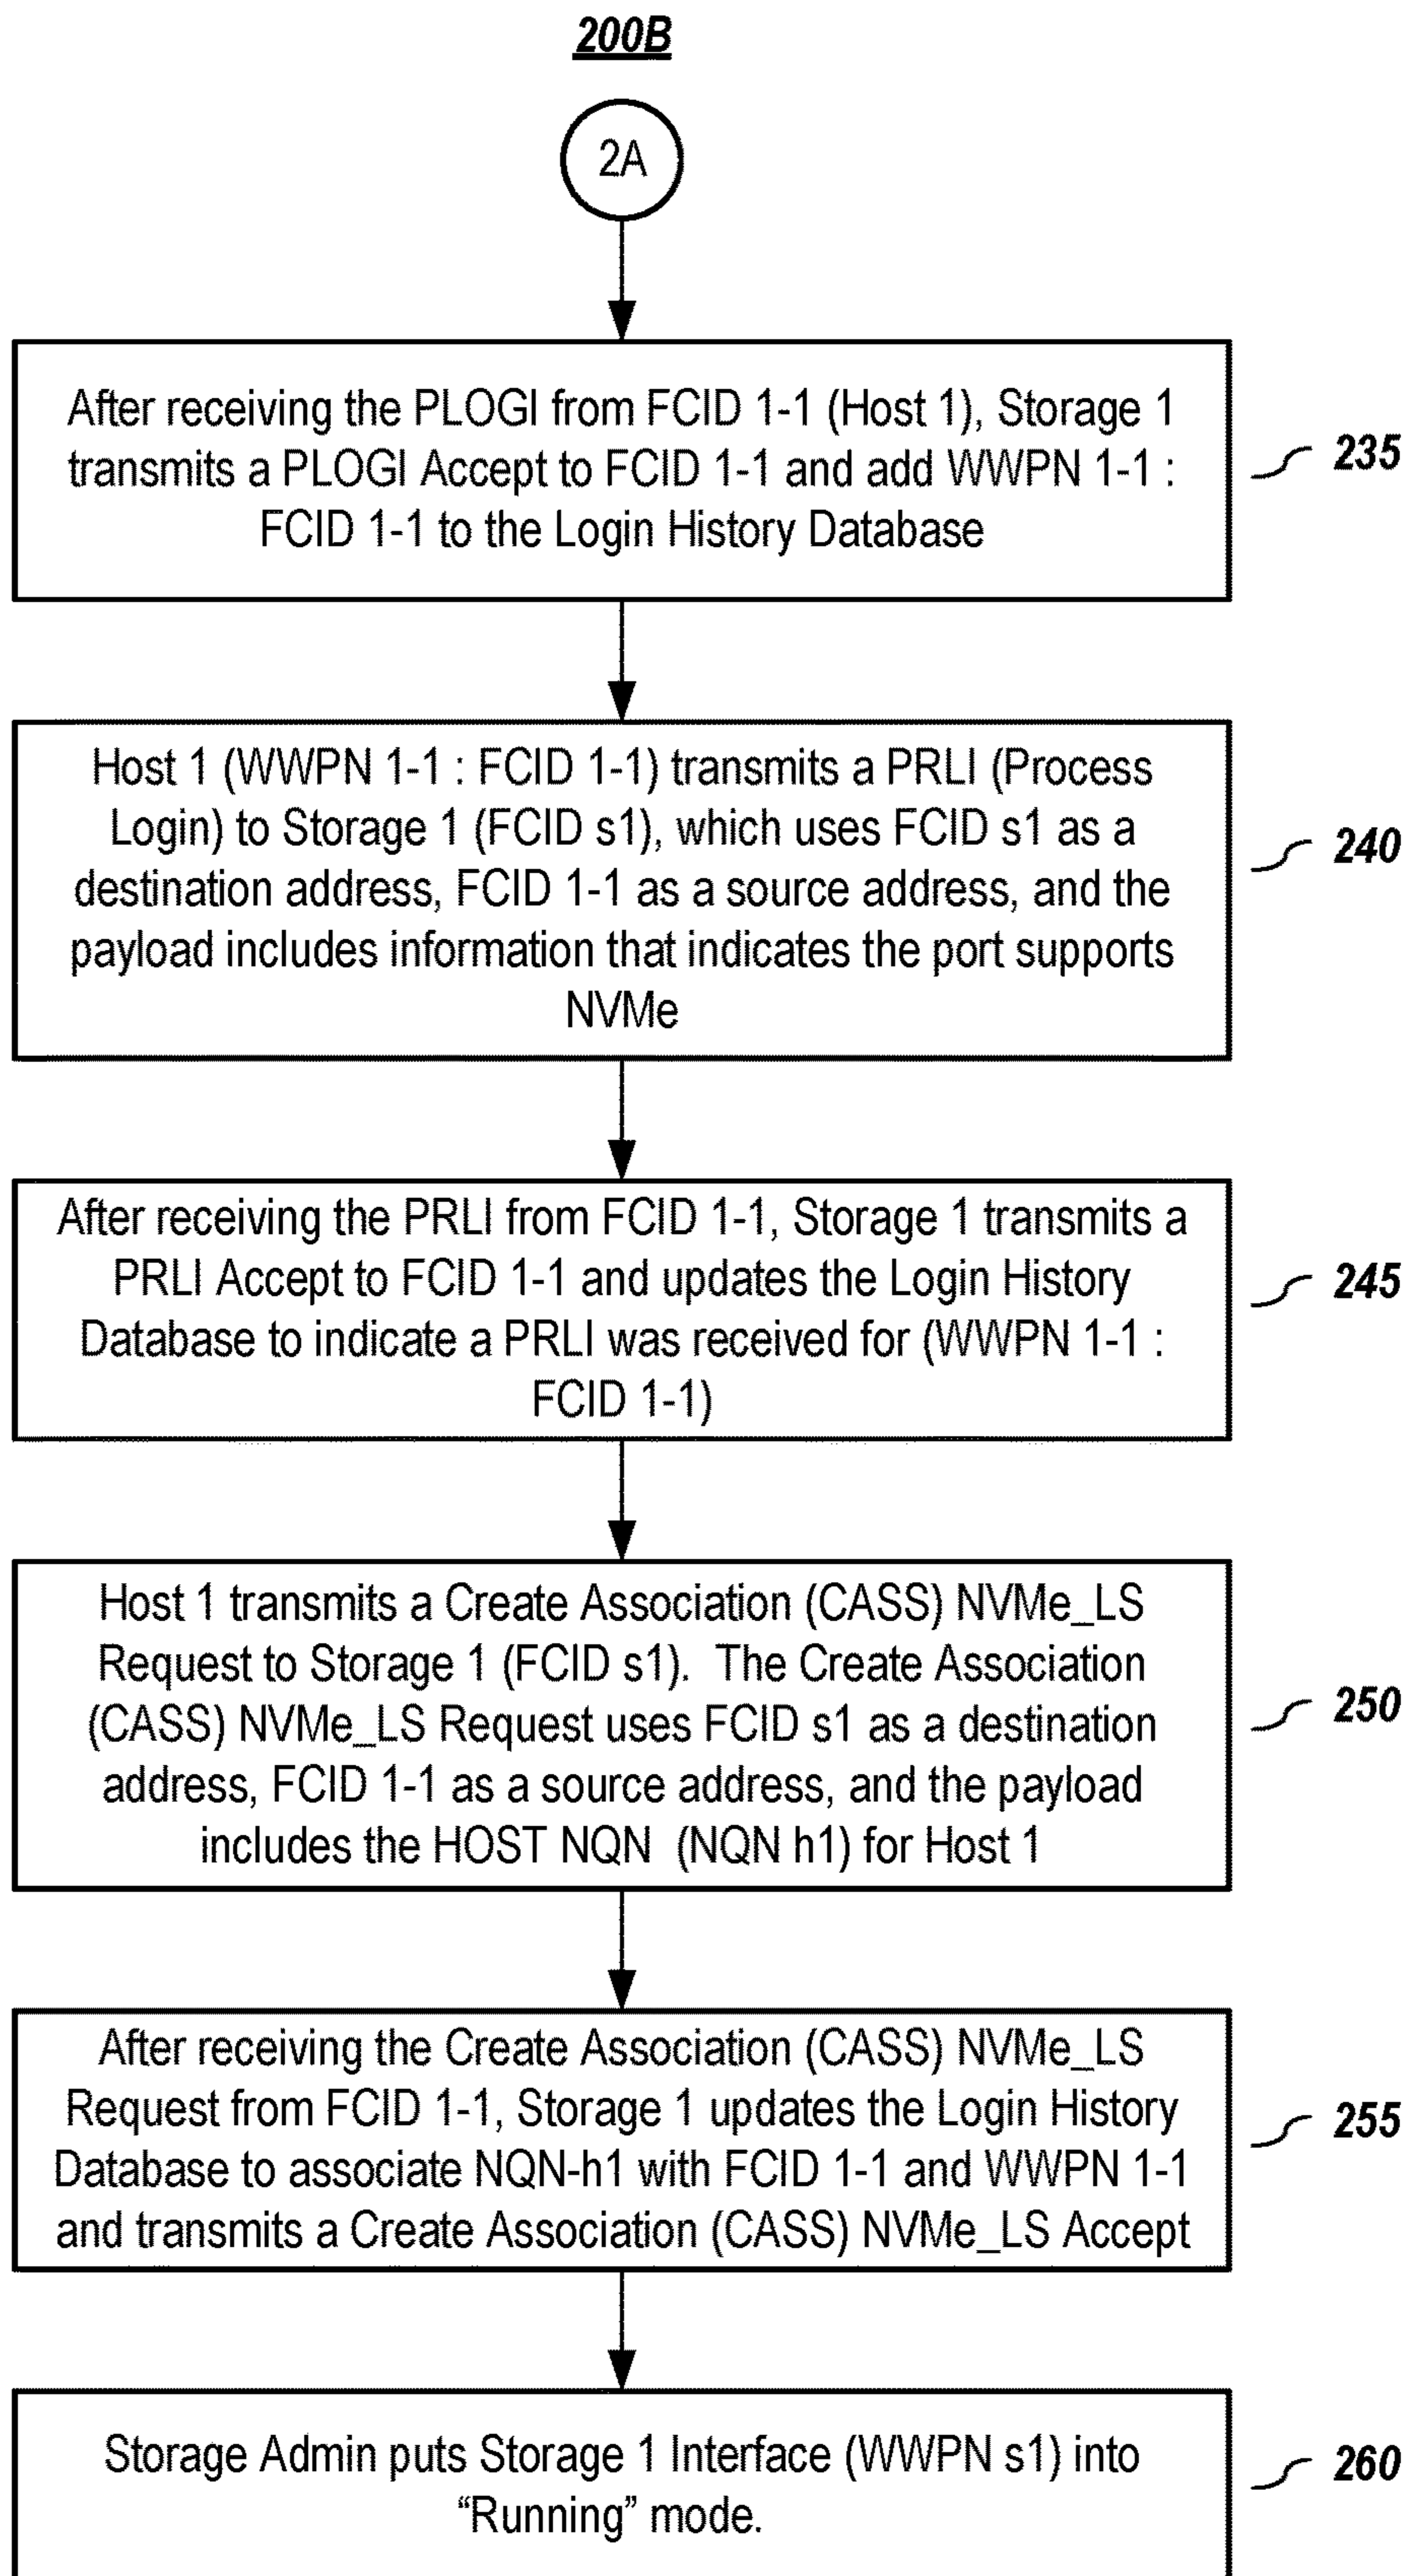 200B
2A
After receiving the PLOGI from FCID 1-1 (Host 1), Storage 1
transmits a PLOGI Accept to FCID 1-1 and add WWPN 1-1 :
FCID 1-1 to the Login History Database
235
Host 1 (WWPN 1-1 : FCID 1-1) transmits a PRLI (Process
Login) to Storage 1 (FCID s1), which uses FCID s1 as a
destination address, FCID 1-1 as a source address, and the
payload includes information that indicates the port supports
NVMe
240
After receiving the PRLI from FCID 1-1, Storage 1 transmits a
PRLI Accept to FCID 1-1 and updates the Login History
Database to indicate a PRLI was received for (WWPN 1-1 :
FCID 1-1)
245
Host 1 transmits a Create Association (CASS) NVMe_LS
Request to Storage 1 (FCID s1). The Create Association
(CASS) NVMe_LS Request uses FCID s1 as a destination
address, FCID 1-1 as a source address, and the payload
includes the HOST NQN (NQN h1) for Host 1
250
After receiving the Create Association (CASS) NVMe_LS
Request from FCID 1-1, Storage 1 updates the Login History
Database to associate NQN-h1 with FCID 1-1 and WWPN 1-1
and transmits a Create Association (CASS) NVMe_LS Accept
255
Storage Admin puts Storage 1 Interface (WWPN s1) into
“Running” mode.
260